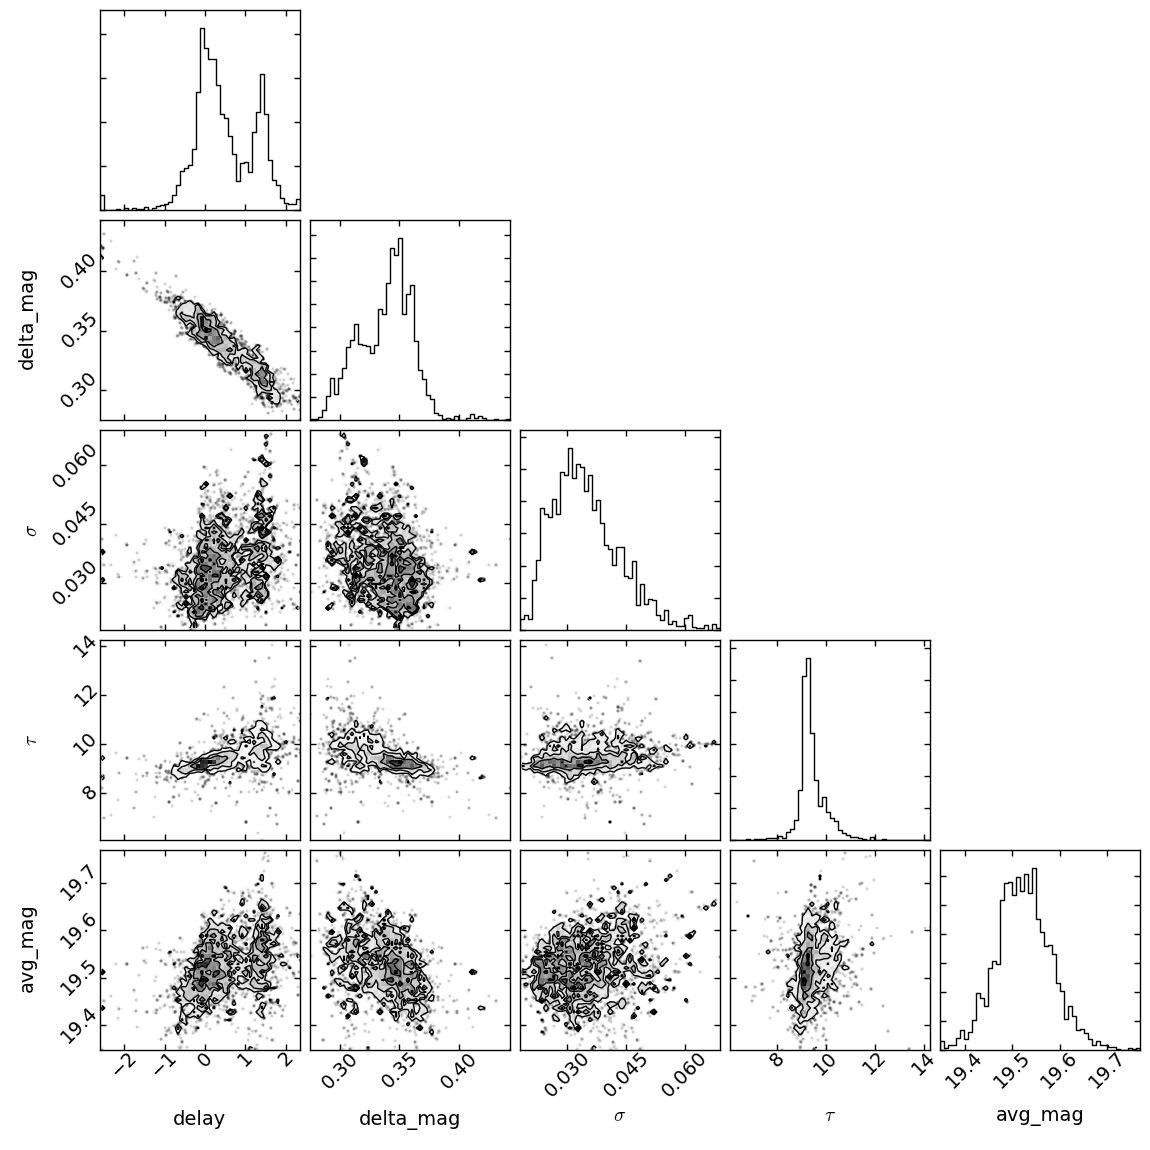 delta_mag
0.40
0.35
0.30
σ
0.060
0.045
0.030
τ
14
12
10
8
avg_mag
19.7
19.6
19.5
19.4
−2 −1 0 1 2 0.30 0.35 0.40 0.030 0.045 0.060 8 10 12 14 19.4 19.5 19.6 19.7
delay delta_mag σ τ avg_mag